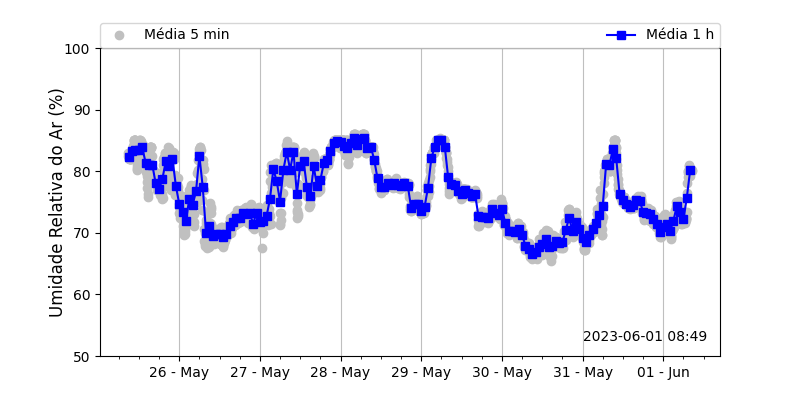 Média 5 min
Média 1 h
Umidade Relativa do Ar (%)
100
90
80
70
60
50
2023-06-01 08:49
26 - May
27 - May
28 - May
29 - May
30 - May
31 - May
01 - Jun